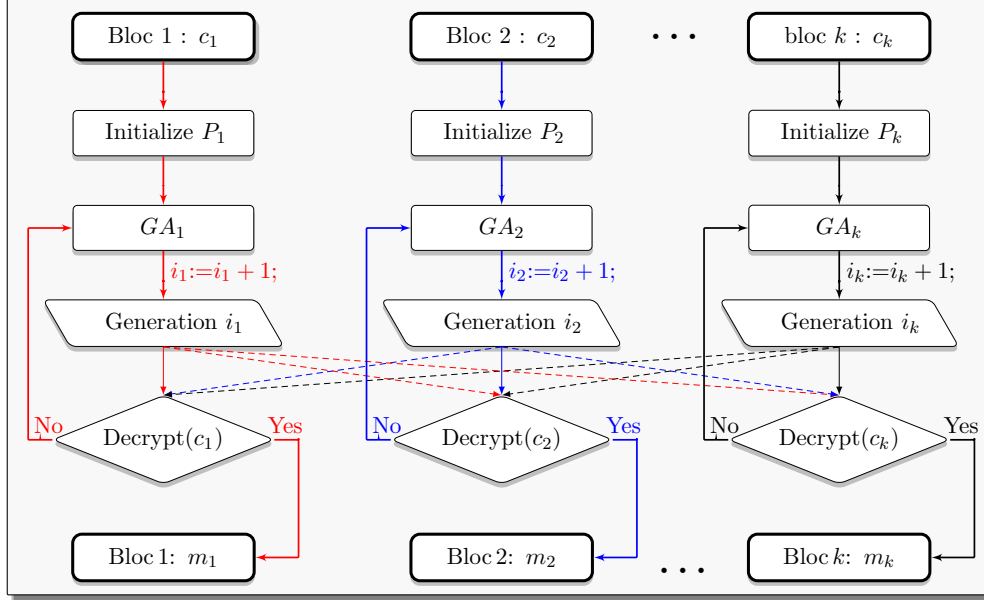 Bloc 1 : c₁
Bloc 2 : c₂
• • •
bloc k : cₖ
Initialize P₁
Initialize P₂
Initialize Pₖ
GA₁
GA₂
GAₖ
i₁:=i₁ + 1;
i₂:=i₂ + 1;
iₖ:=iₖ + 1;
Generation i₁
Generation i₂
Generation iₖ
No
Decrypt(c₁)
Yes
No
Decrypt(c₂)
Yes
No
Decrypt(cₖ)
Yes
Bloc 1: m₁
Bloc 2: m₂
• • •
Bloc k: mₖ